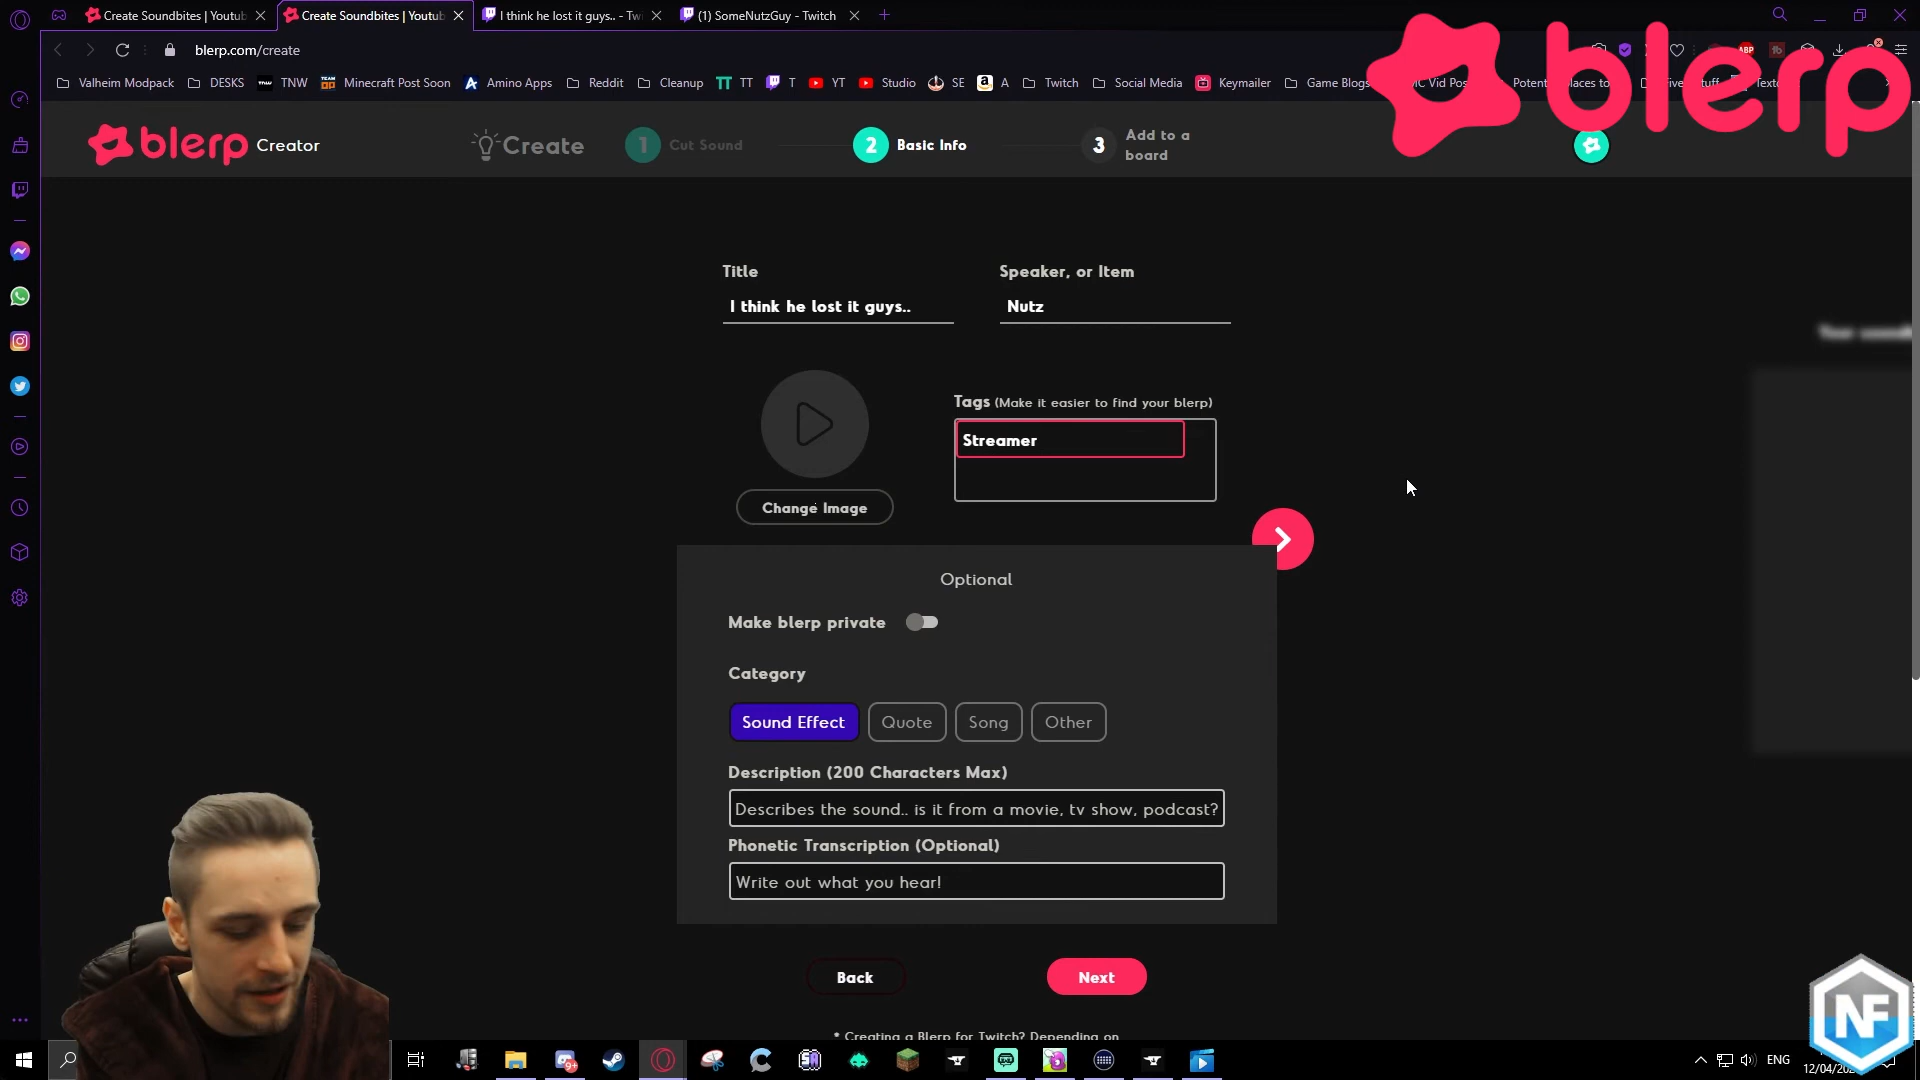 Create Soundbites | Youtub
Create Soundbites | Youtub
I think he lost it guys.. - Tw
(1) SomeNutzGuy - Twitch
blerp.com/create
Valheim Modpack
DESKS
TNW
Minecraft Post Soon
Amino Apps
Reddit
Cleanup
TT
T
YT
Studio
SE
A
Twitch
Social Media
Keymailer
Game Blogs
blerp
blerp Creator
Create
1 Cut Sound
2 Basic Info
3 Add to a
board
Title
Speaker, or Item
I think he lost it guys..
Nutz
Tags (Make it easier to find your blerp)
Streamer
Change Image
Optional
Make blerp private
Category
Sound Effect
Quote
Song
Other
Description (200 Characters Max)
Describes the sound.. is it from a movie, tv show, podcast?
Phonetic Transcription (Optional)
Write out what you hear!
Back
Next
* Creating a Blerp for Twitch? Depending on
NF
ENG